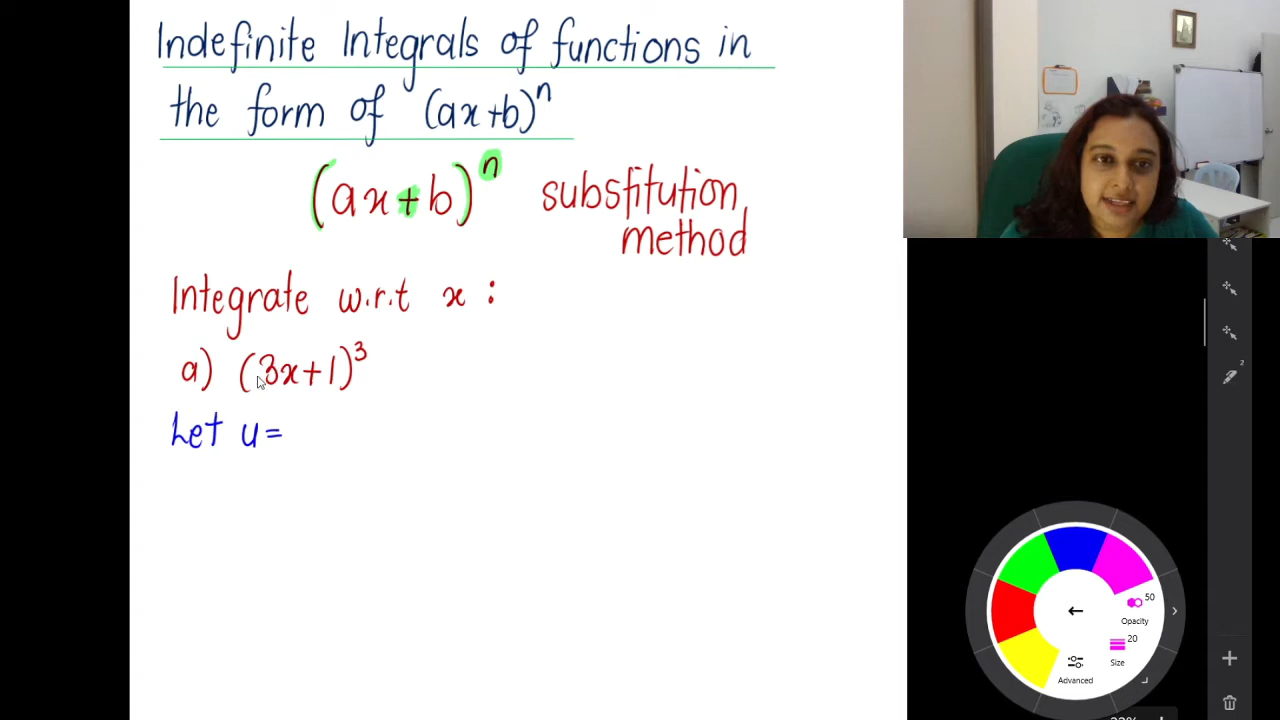 Indefinite Integrals of functions in
the form of (ax+b)^n
(ax+b)^n substitution
method
Integrate w.r.t x :
a) (3x+1)^3
Let u=
2
50
Opacity
20
Size
Advanced